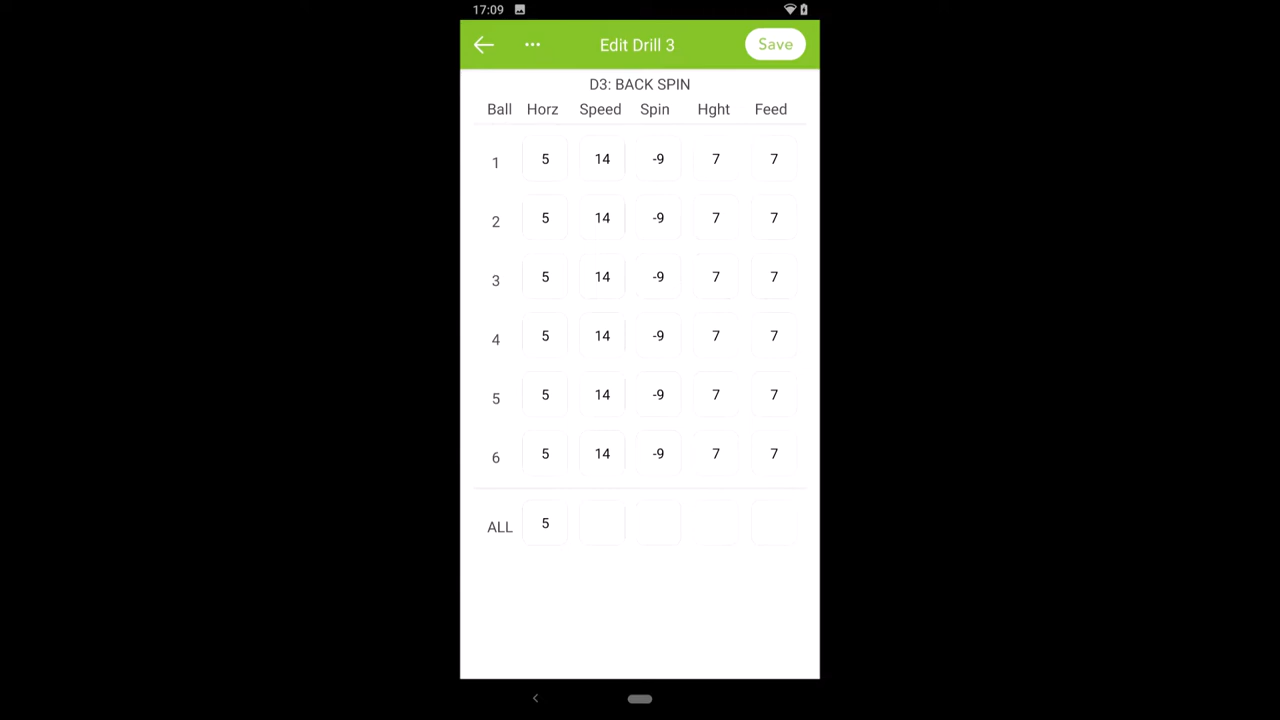 17:09
Edit Drill 3 Save
D3: BACK SPIN
Ball Horz Speed Spin Hght Feed
1 5 14 -9 7 7
2 5 14 -9 7 7
3 5 14 -9 7 7
4 5 14 -9 7 7
5 5 14 -9 7 7
6 5 14 -9 7 7
ALL 5